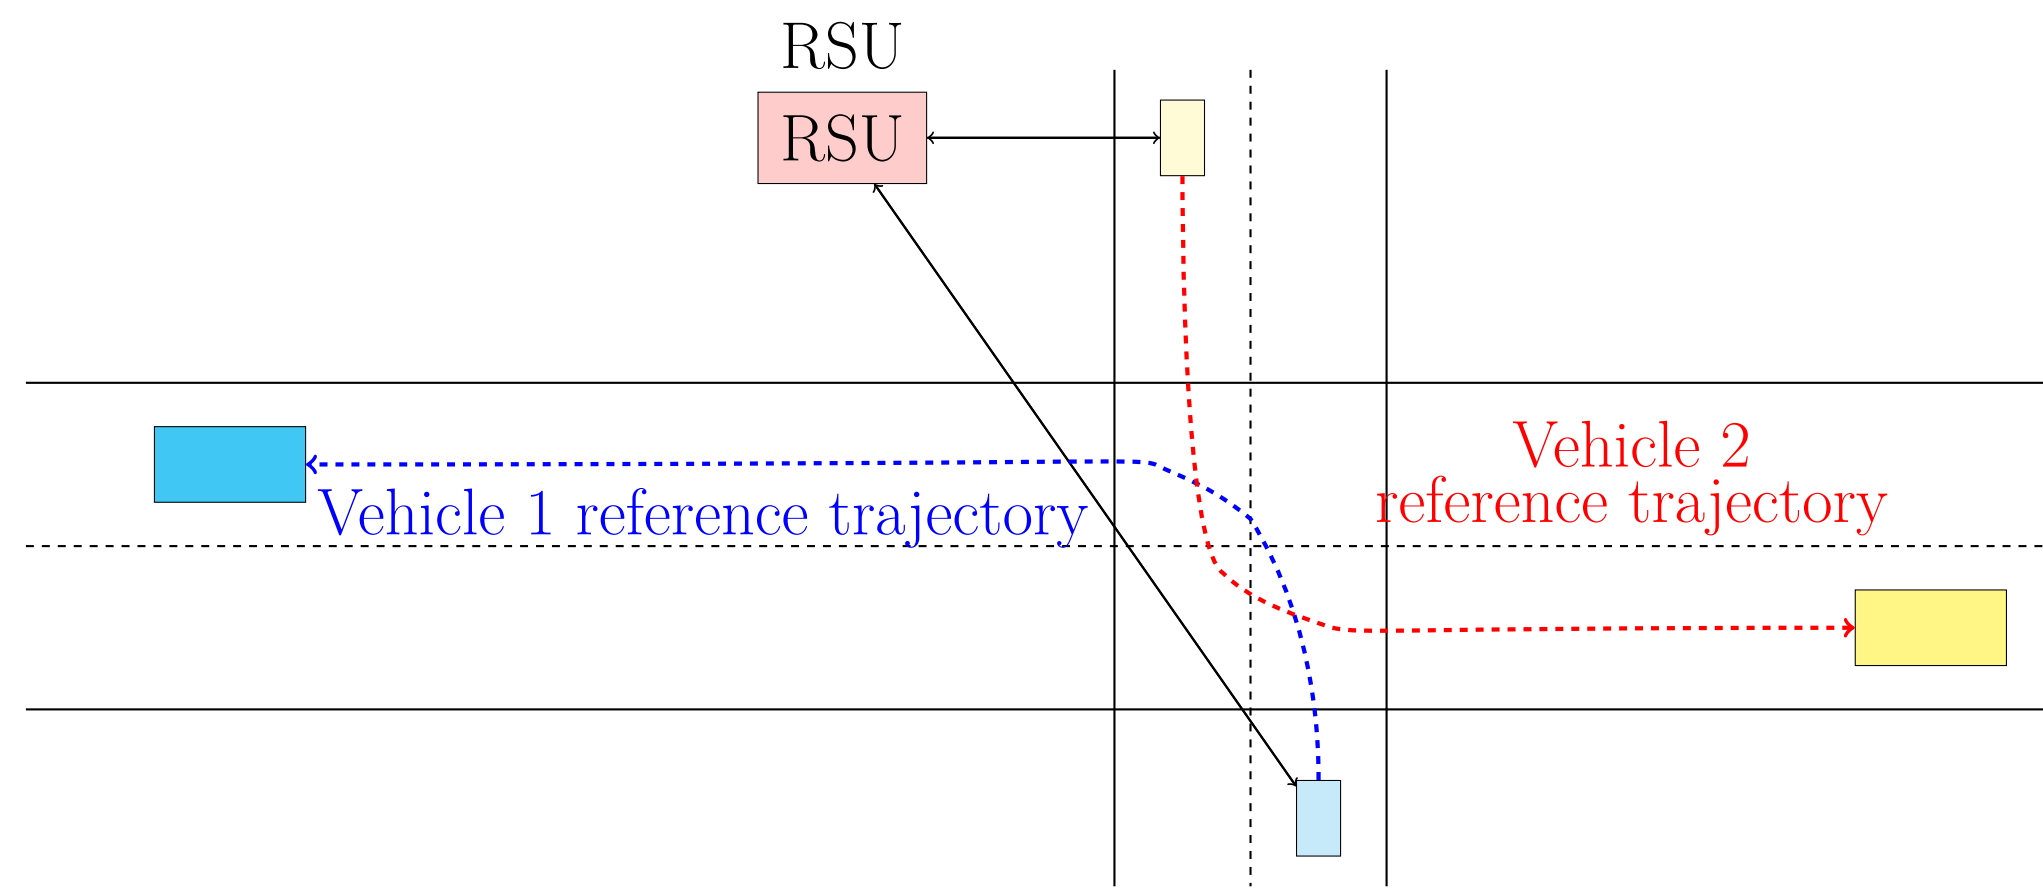 RSU
RSU
Vehicle 2
reference trajectory
Vehicle 1 reference trajectory